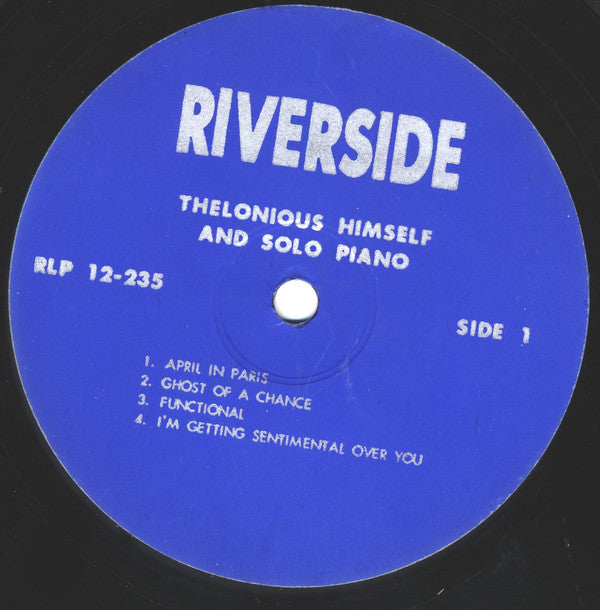 RIVERSIDE
THELONIOUS HIMSELF
AND SOLO PIANO
RLP 12-235
SIDE 1
1. APRIL IN PARIS
2. GHOST OF A CHANCE
3. FUNCTIONAL
4. I'M GETTING SENTIMENTAL OVER YOU